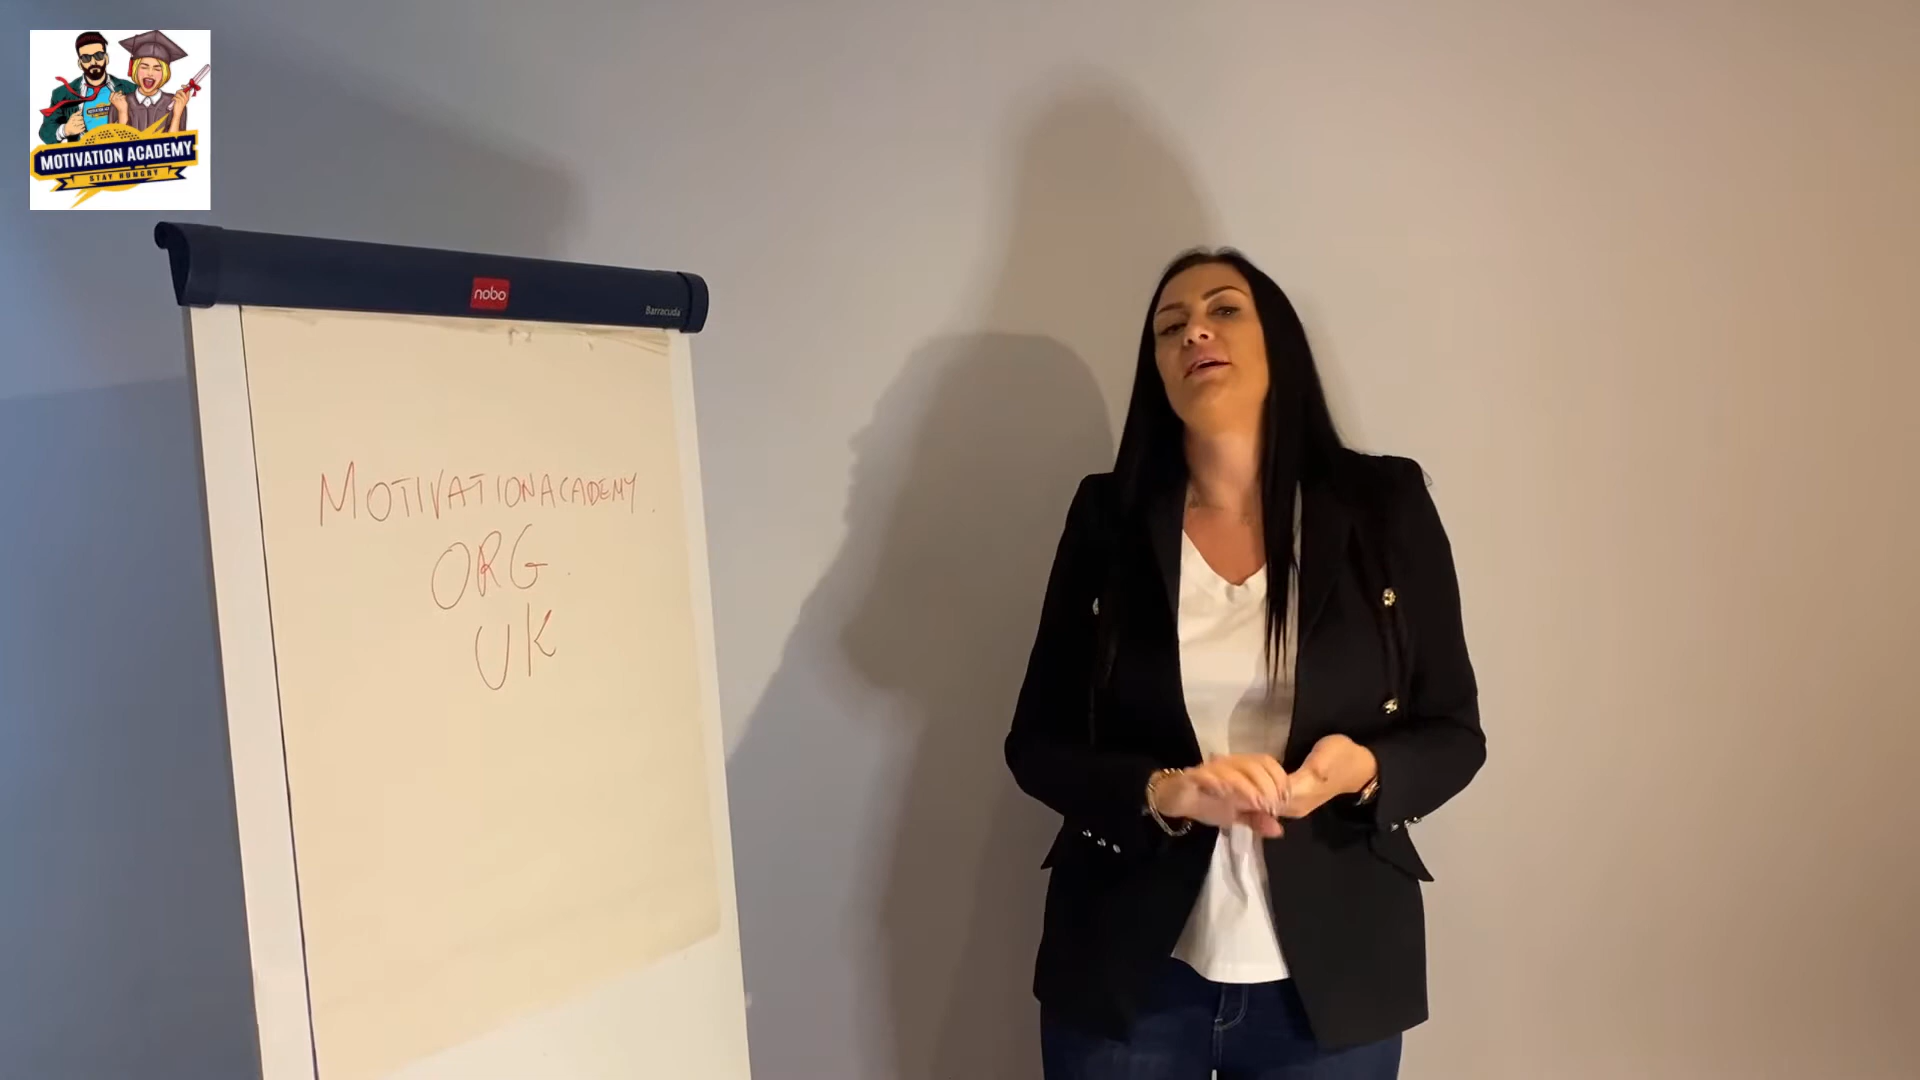 MOTIVATION ACADEMY
STAY HUNGRY
nobo
Barracuda
MOTIVATIONACADEMY.
ORG.
UK